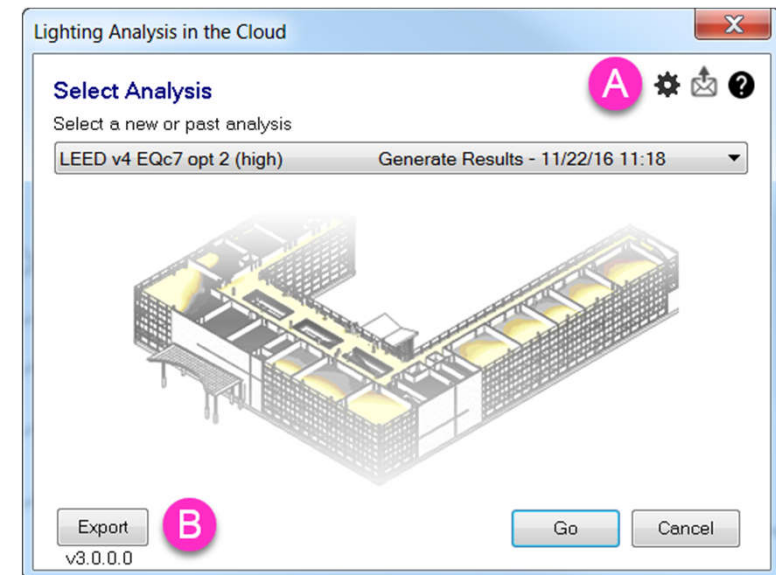 Lighting Analysis in the Cloud
X
A
?
Select Analysis
Select a new or past analysis
LEED v4 EQc7 opt 2 (high) Generate Results - 11/22/16 11:18
Export B Go Cancel
v3.0.0.0